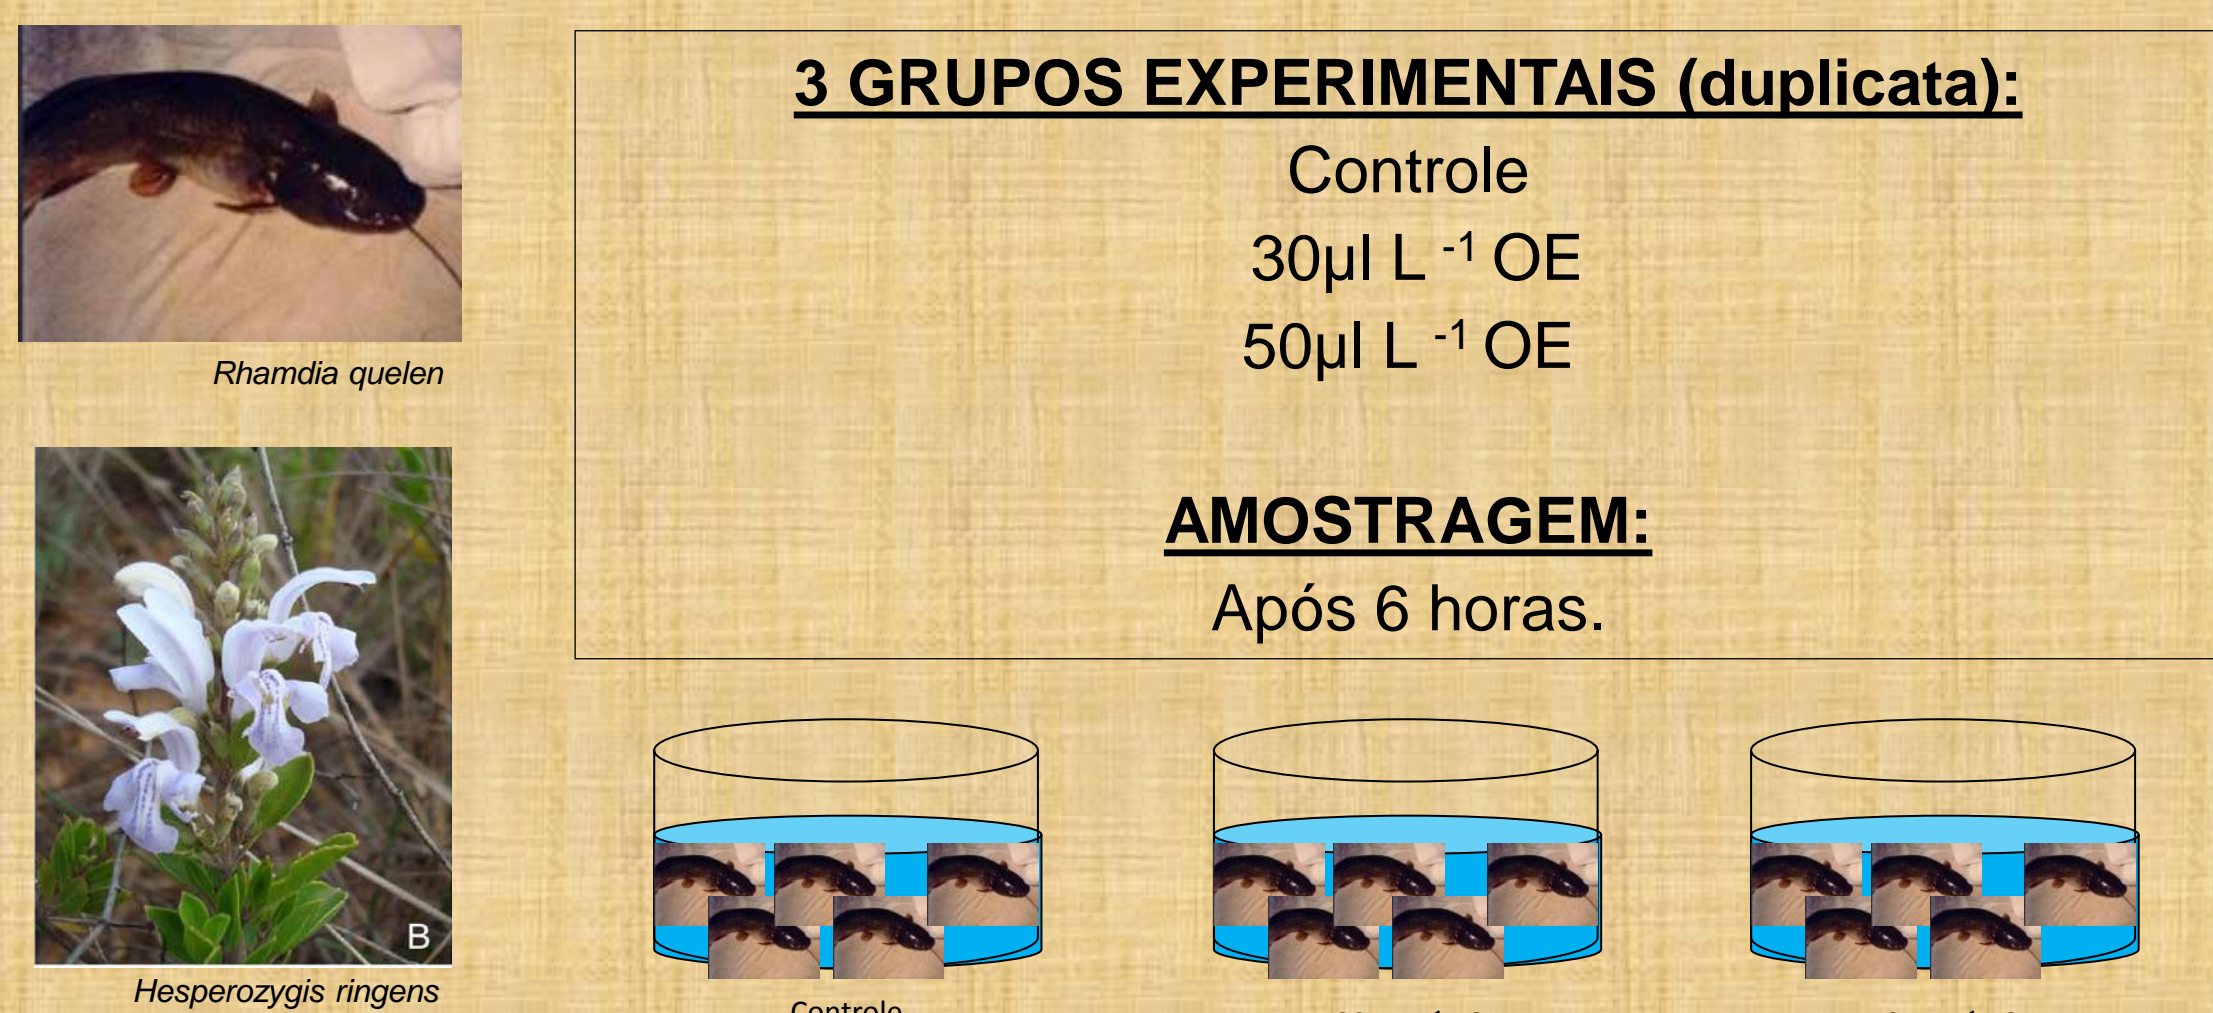 3 GRUPOS EXPERIMENTAIS (duplicata):
Controle
30µl L -1 OE
50µl L -1 OE
AMOSTRAGEM:
Após 6 horas.
Rhamdia quelen
B
Hesperozygis ringens
Controle